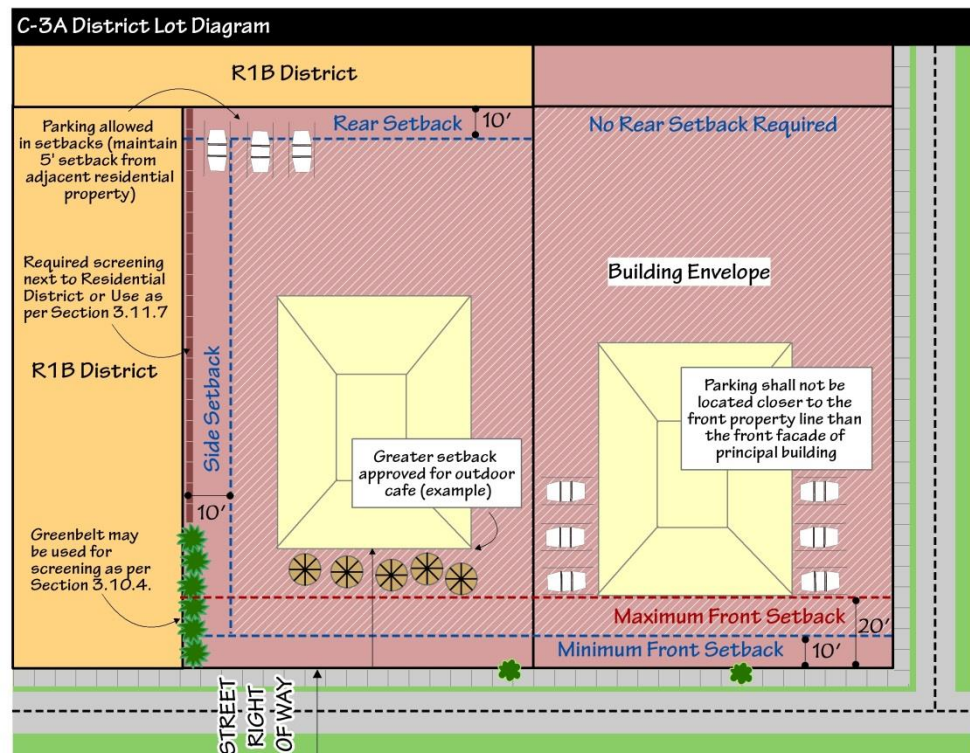 C-3A District Lot Diagram
R1B District
Parking allowed
in setbacks (maintain
5' setback from
adjacent residential
property)
Rear Setback
10'
No Rear Setback Required
Required screening
next to Residential
District or Use as
per Section 3.11.7
Building Envelope
R1B District
Side Setback
Parking shall not be
located closer to the
front property line than
the front facade of
principal building
Greater setback
approved for outdoor
cafe (example)
10'
Greenbelt may
be used for
screening as per
Section 3.10.4.
Maximum Front Setback
20'
Minimum Front Setback
10'
STREET
RIGHT
OF WAY